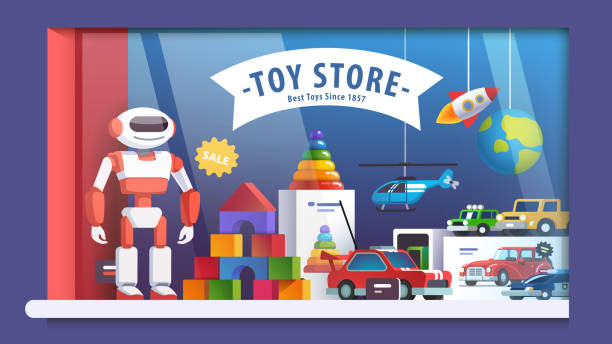 -TOY STORE-
Best Toys Since 1857
SALE